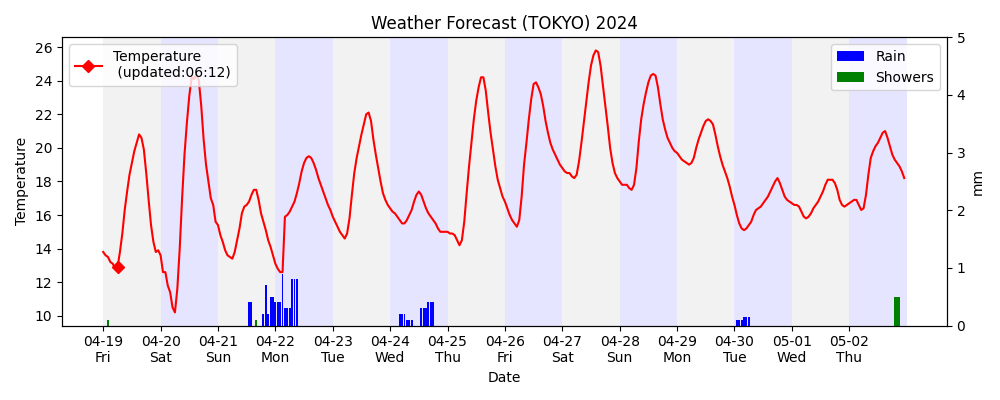 Weather Forecast (TOKYO) 2024
Temperature
(updated:06:12)
Rain
Showers
Temperature
26
24
22
20
18
16
14
12
10
5
4
3
2
1
0
mm
04-19 04-20 04-21 04-22 04-23 04-24 04-25 04-26 04-27 04-28 04-29 04-30 05-01 05-02
Fri Sat Sun Mon Tue Wed Thu Fri Sat Sun Mon Tue Wed Thu
Date